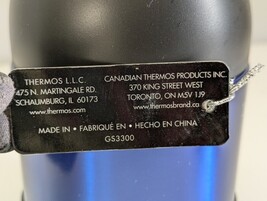 THERMOS L.L.C.
475 N. MARTINGALE RD.
SCHAUMBURG, IL 60173
www.thermos.com
CANADIAN THERMOS PRODUCTS INC
370 KING STREET WEST
TORONTO, ON M5V 1J9
www.thermosbrand.ca
MADE IN • FABRIQUÉ EN • HECHO EN CHINA
G53300